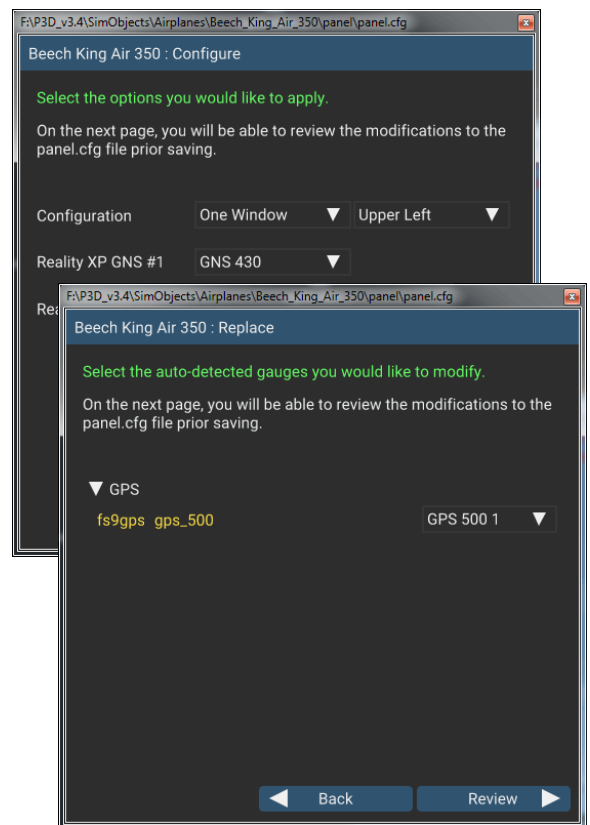 F:\P3D_v3.4\SimObjects\Airplanes\Beech_King_Air_350\panel\panel.cfg
Beech King Air 350 : Configure
Select the options you would like to apply.
On the next page, you will be able to review the modifications to the
panel.cfg file prior saving.
Configuration One Window Upper Left
Reality XP GNS #1 GNS 430
Rea
F:\P3D_v3.4\SimObjects\Airplanes\Beech_King_Air_350\panel\panel.cfg
Beech King Air 350 : Replace
Select the auto-detected gauges you would like to modify.
On the next page, you will be able to review the modifications to the
panel.cfg file prior saving.
GPS
fs9gps gps_500 GPS 500 1
Back Review